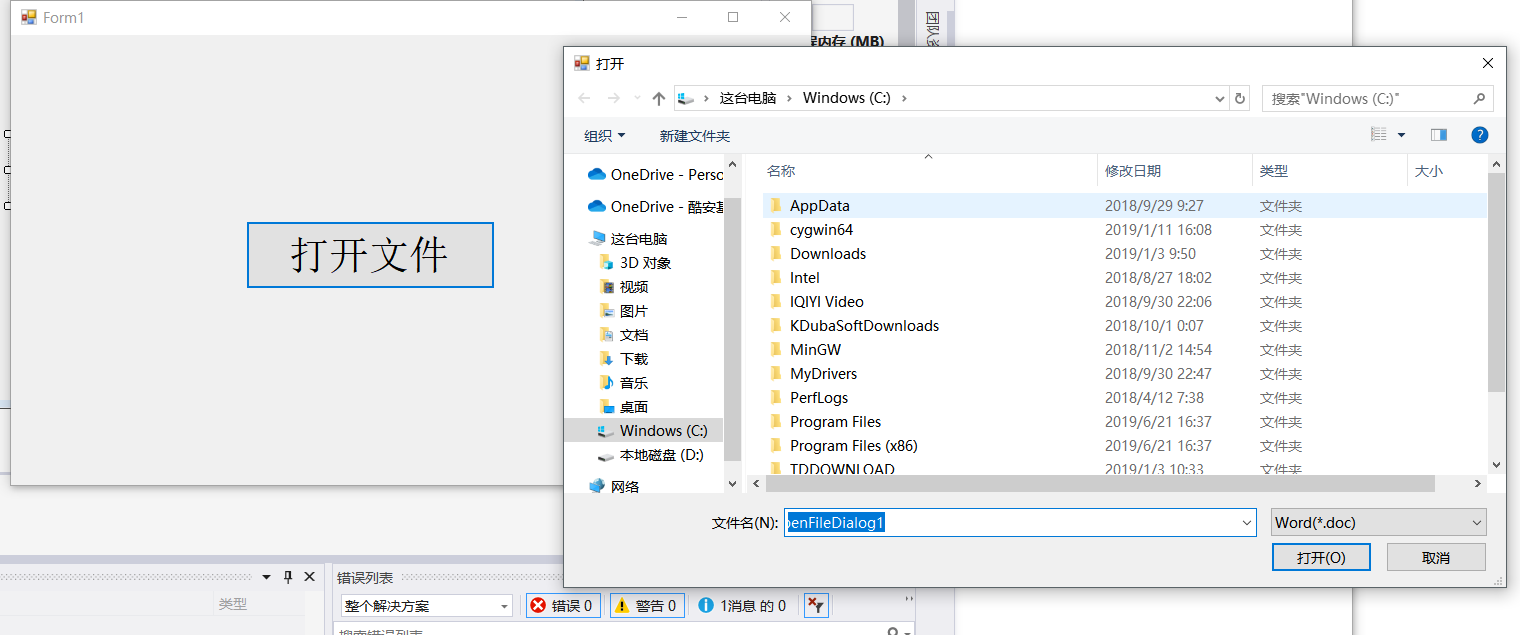 Form1
内存 (MB)
打开
这台电脑 › Windows (C:) ›
搜索"Windows (C:)"
组织
新建文件夹
OneDrive - Perso
OneDrive - 酷安
这台电脑
3D 对象
视频
图片
文档
下载
音乐
桌面
Windows (C:)
本地磁盘 (D:)
网络
名称 修改日期 类型 大小
AppData 2018/9/29 9:27 文件夹
cygwin64 2019/1/11 16:08 文件夹
Downloads 2019/1/3 9:50 文件夹
Intel 2018/8/27 18:02 文件夹
IQIYI Video 2018/9/30 22:06 文件夹
KDubaSoftDownloads 2018/10/1 0:07 文件夹
MinGW 2018/11/2 14:54 文件夹
MyDrivers 2018/9/30 22:47 文件夹
PerfLogs 2018/4/12 7:38 文件夹
Program Files 2019/6/21 16:37 文件夹
Program Files (x86) 2019/6/21 16:37 文件夹
TDDOWNLOAD 2019/1/3 10:33 文件夹
打开文件
文件名(N): penFileDialog1 Word(*.doc)
打开(O) 取消
类型
错误列表
整个解决方案 错误 0 警告 0 1消息 的 0
搜索错误列表